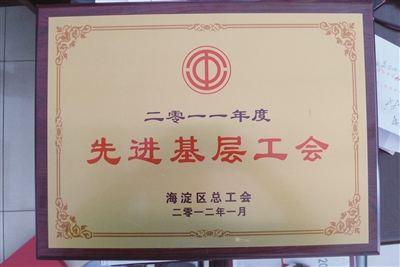 二零一一年度
先进基层工会
海淀区总工会
二零一二年一月